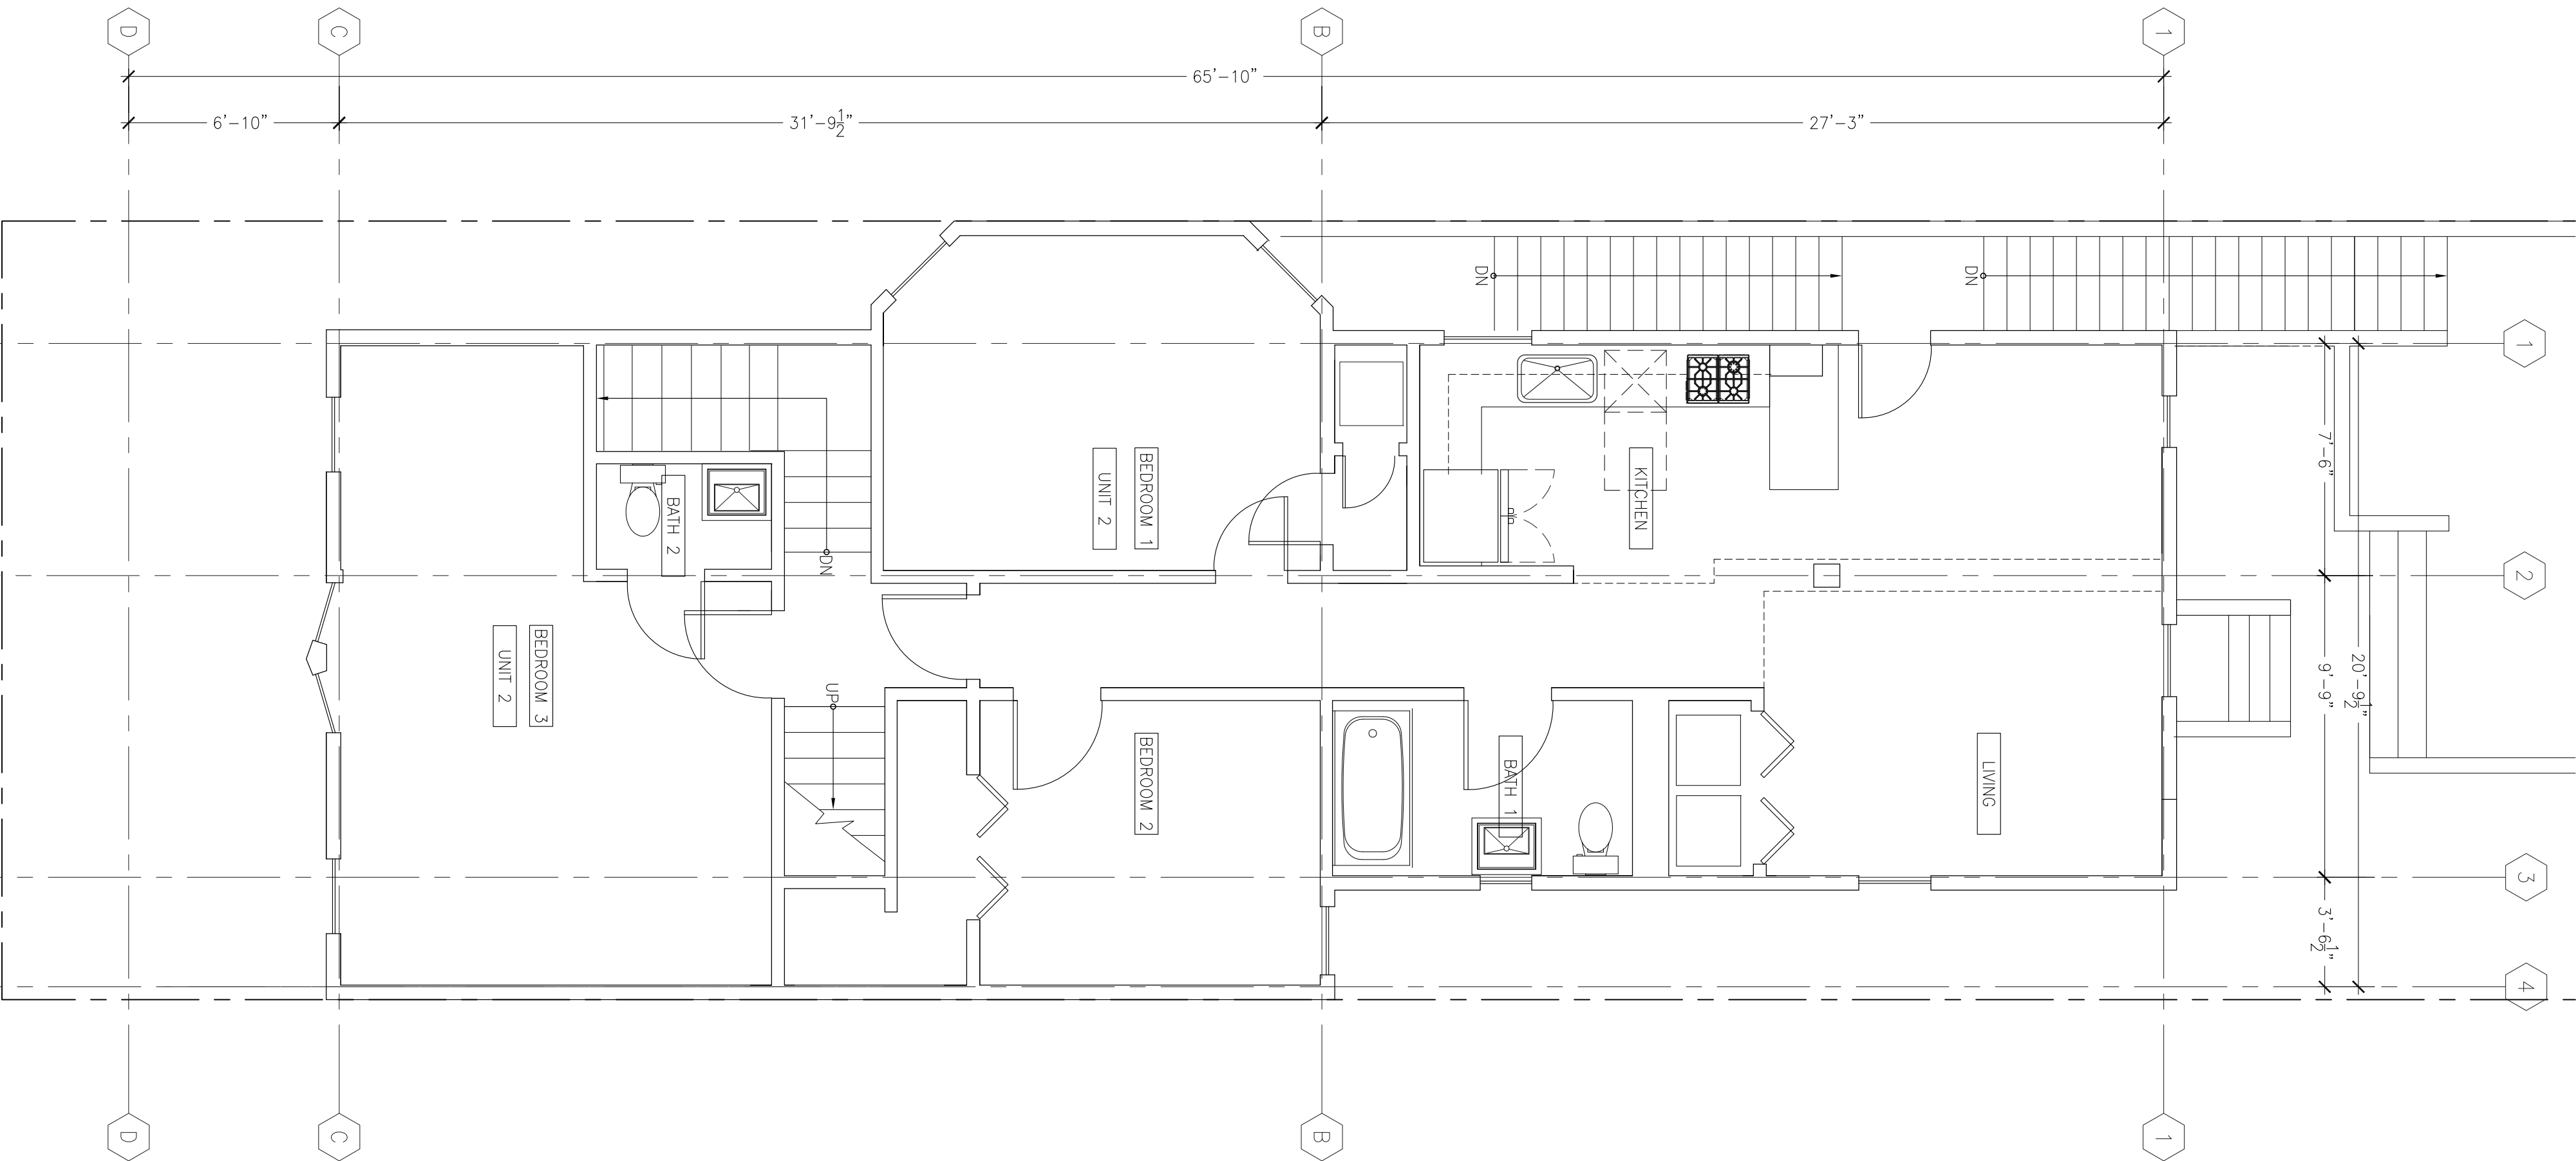 D
C
B
1
65'-10"
6'-10"
31'-9½"
27'-3"
DN
DN
1
7'-6"
BEDROOM 1
UNIT 2
KITCHEN
BATH 2
DN
2
BEDROOM 3
UNIT 2
UP
9'-9"
20'-9½"
BEDROOM 2
BATH 1
LIVING
3
3'-6½"
4
D
C
B
1